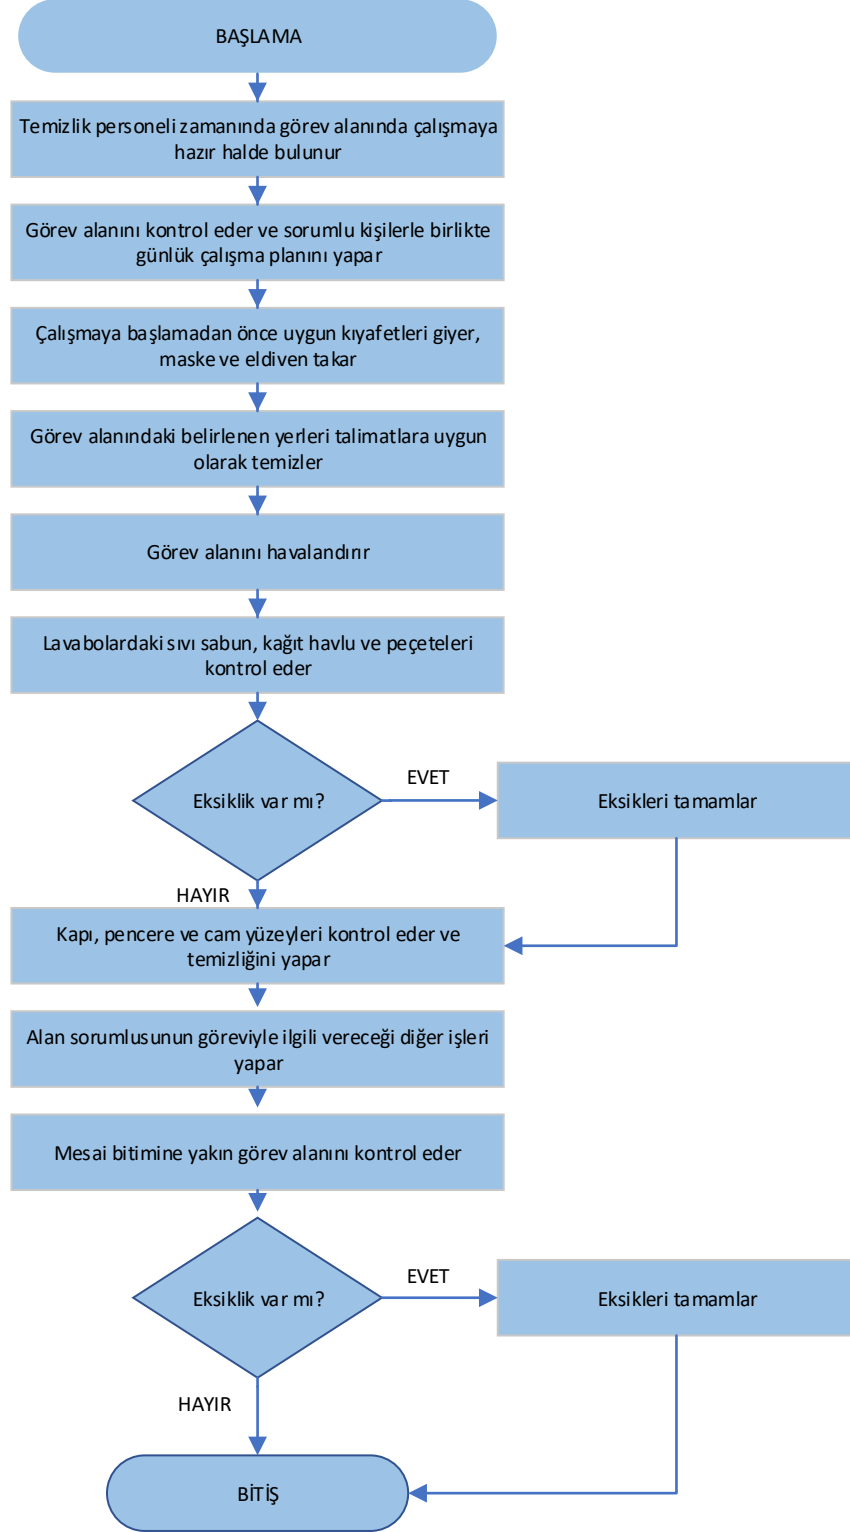 BAŞLAMA
Temizlik personeli zamanında görev alanında çalışmaya
hazır halde bulunur
Görev alanını kontrol eder ve sorumlu kişilerle birlikte
günlük çalışma planını yapar
Çalışmaya başlamadan önce uygun kıyafetleri giyer,
maske ve eldiven takar
Görev alanındaki belirlenen yerleri talimatlara uygun
olarak temizler
Görev alanını havalandırır
Lavabolardaki sıvı sabun, kağıt havlu ve peçeteleri
kontrol eder
Eksiklik var mı?
EVET
Eksikleri tamamlar
HAYIR
Kapı, pencere ve cam yüzeyleri kontrol eder ve
temizliğini yapar
Alan sorumlusunun göreviyle ilgili vereceği diğer işleri
yapar
Mesai bitimine yakın görev alanını kontrol eder
Eksiklik var mı?
EVET
Eksikleri tamamlar
HAYIR
BİTİŞ